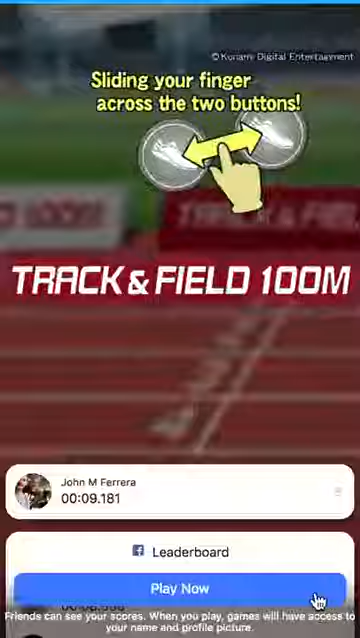 ©Konami Digital Entertainment
Sliding your finger
across the two buttons!
TRACK & FIELD 100M
John M Ferrera
00:09.181
Leaderboard
Play Now
Friends can see your scores. When you play, games will have access to
your name and profile picture.